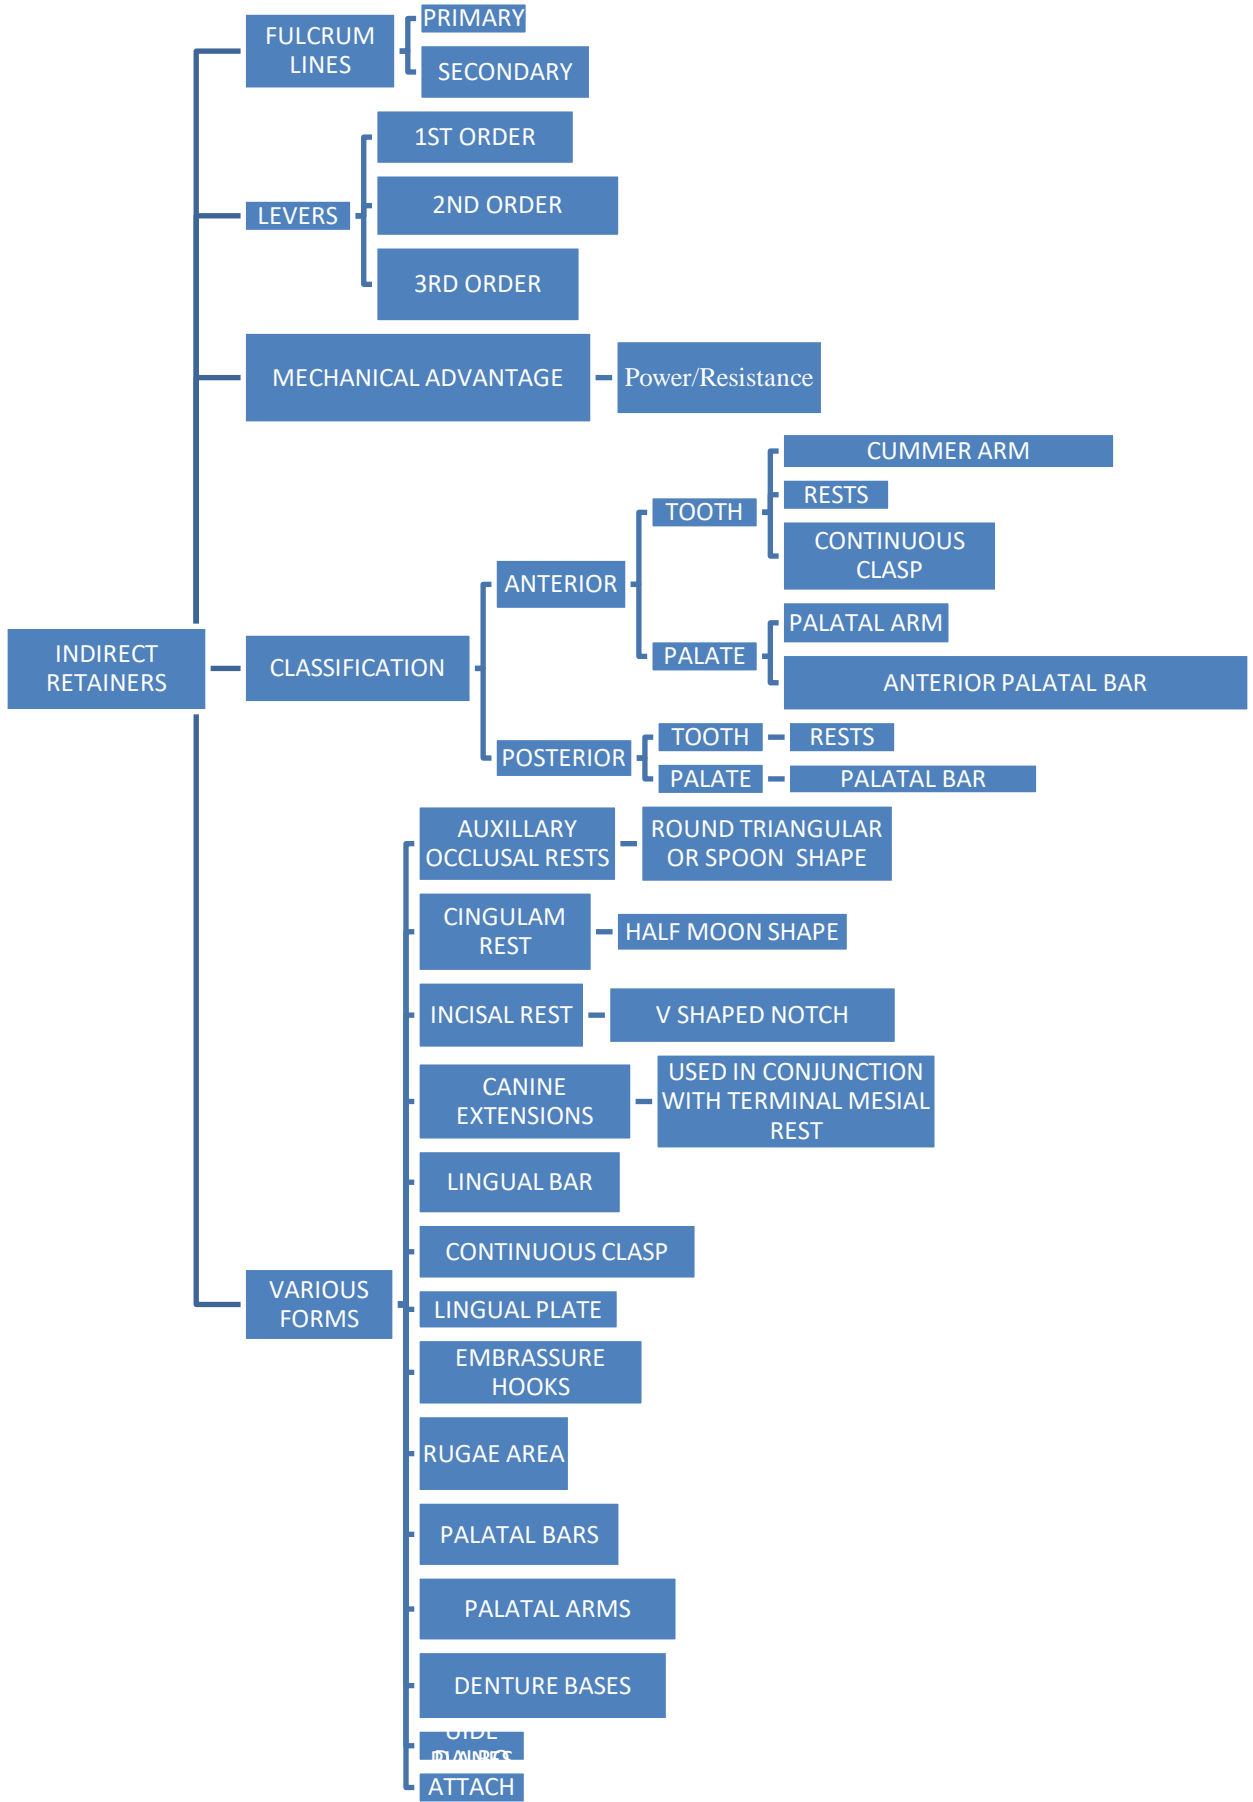 FULCRUM
LINES
PRIMARY
SECONDARY
LEVERS
1ST ORDER
2ND ORDER
3RD ORDER
MECHANICAL ADVANTAGE
Power/Resistance
INDIRECT
RETAINERS
CLASSIFICATION
ANTERIOR
TOOTH
CUMMER ARM
RESTS
CONTINUOUS
CLASP
PALATE
PALATAL ARM
ANTERIOR PALATAL BAR
POSTERIOR
TOOTH
RESTS
PALATE
PALATAL BAR
VARIOUS
FORMS
AUXILLARY
OCCLUSAL RESTS
ROUND TRIANGULAR
OR SPOON SHAPE
CINGULAM
REST
HALF MOON SHAPE
INCISAL REST
V SHAPED NOTCH
CANINE
EXTENSIONS
USED IN CONJUNCTION
WITH TERMINAL MESIAL
REST
LINGUAL BAR
CONTINUOUS CLASP
LINGUAL PLATE
EMBRASSURE
HOOKS
RUGAE AREA
PALATAL BARS
PALATAL ARMS
DENTURE BASES
ATTACH